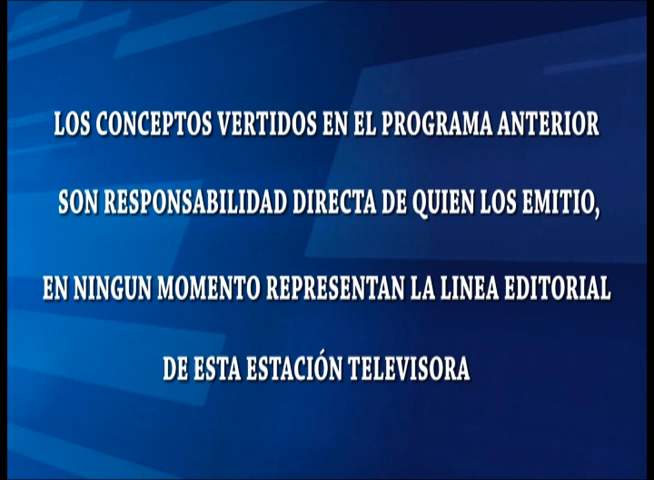 LOS CONCEPTOS VERTIDOS EN EL PROGRAMA ANTERIOR
SON RESPONSABILIDAD DIRECTA DE QUIEN LOS EMITIO,
EN NINGUN MOMENTO REPRESENTAN LA LINEA EDITORIAL
DE ESTA ESTACIÓN TELEVISORA